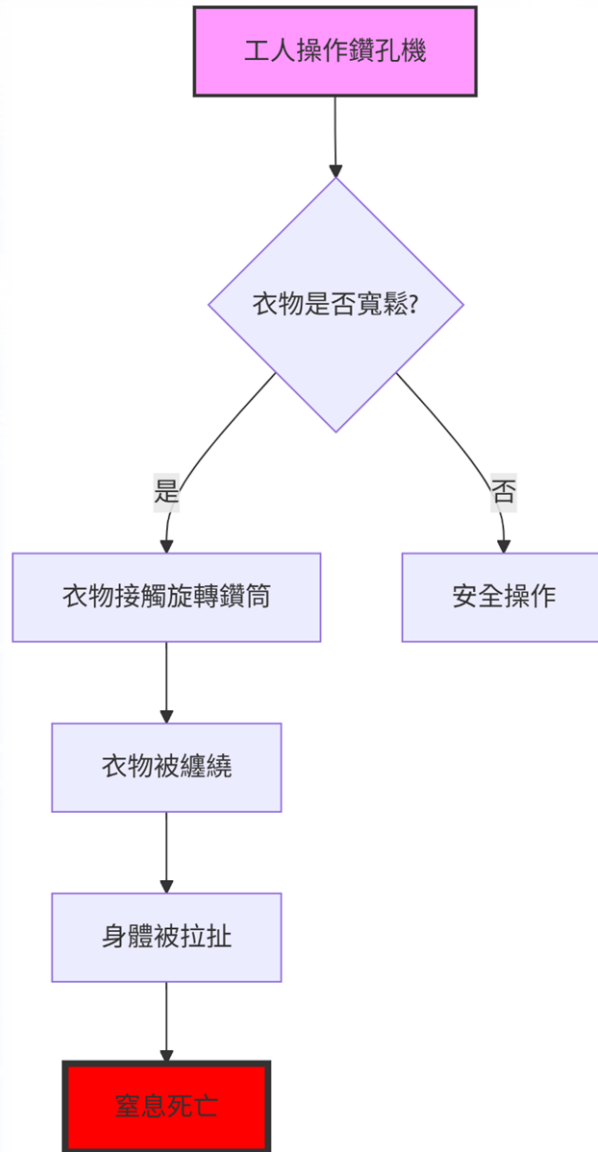 工人操作鑽孔機
衣物是否寬鬆?
是
否
衣物接觸旋轉鑽筒
安全操作
衣物被纏繞
身體被拉扯
窒息死亡